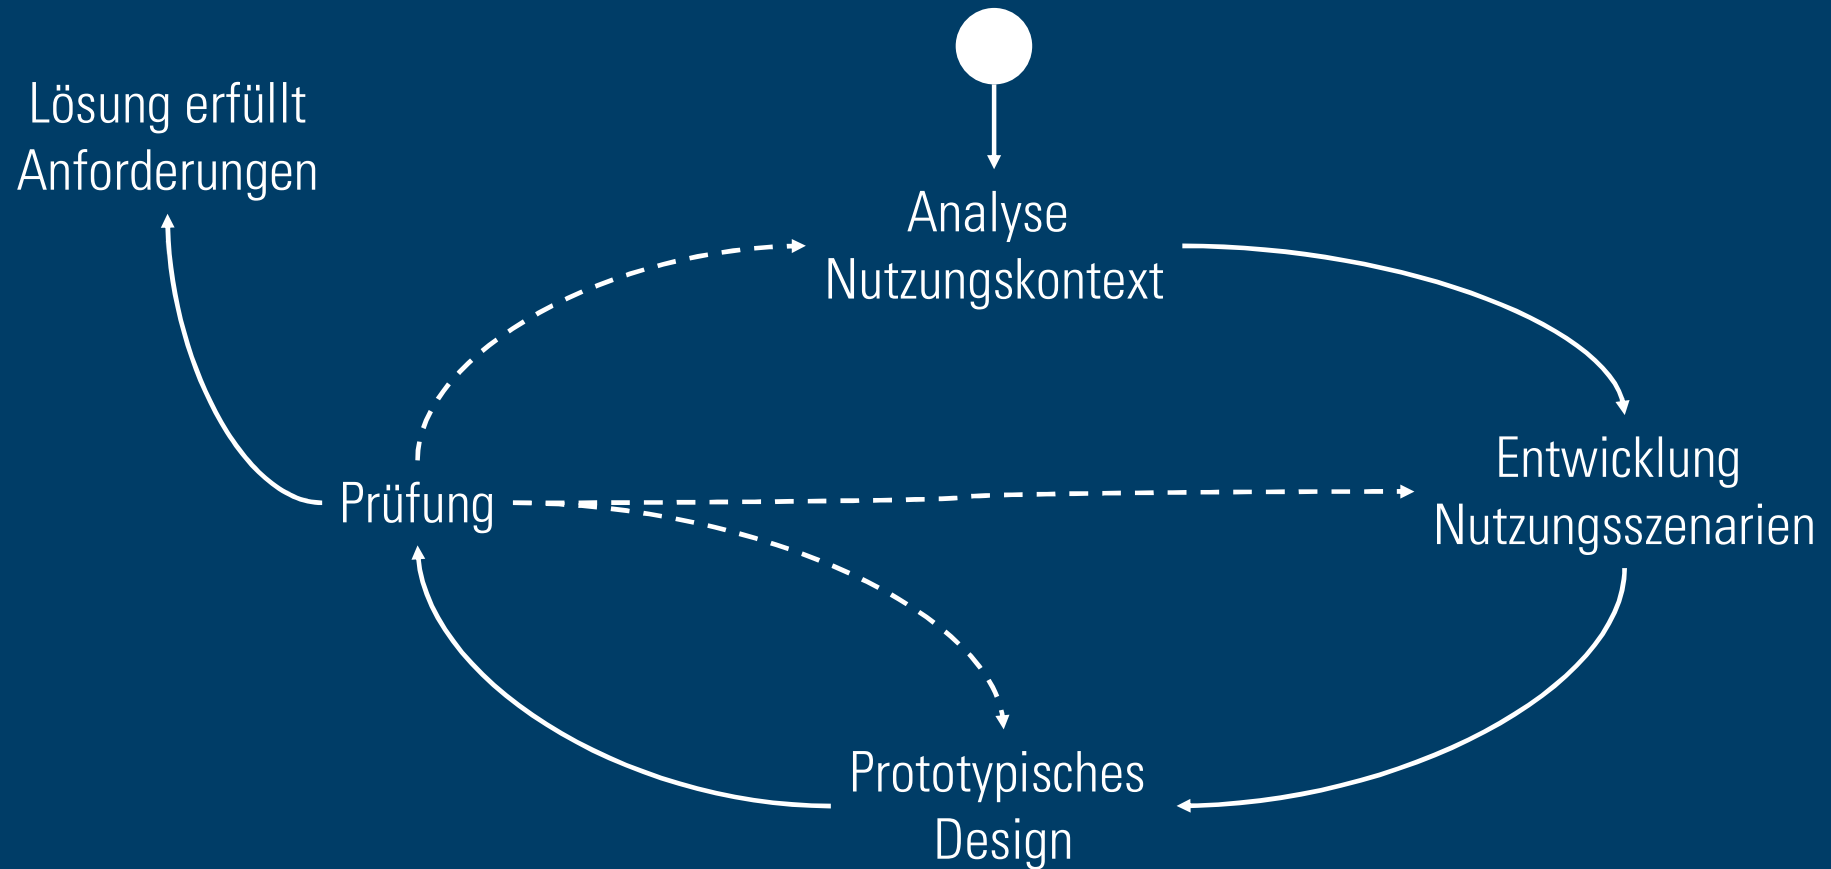 Lösung erfüllt
Anforderungen
Analyse
Nutzungskontext
Entwicklung
Nutzungsszenarien
Prüfung
Prototypisches
Design